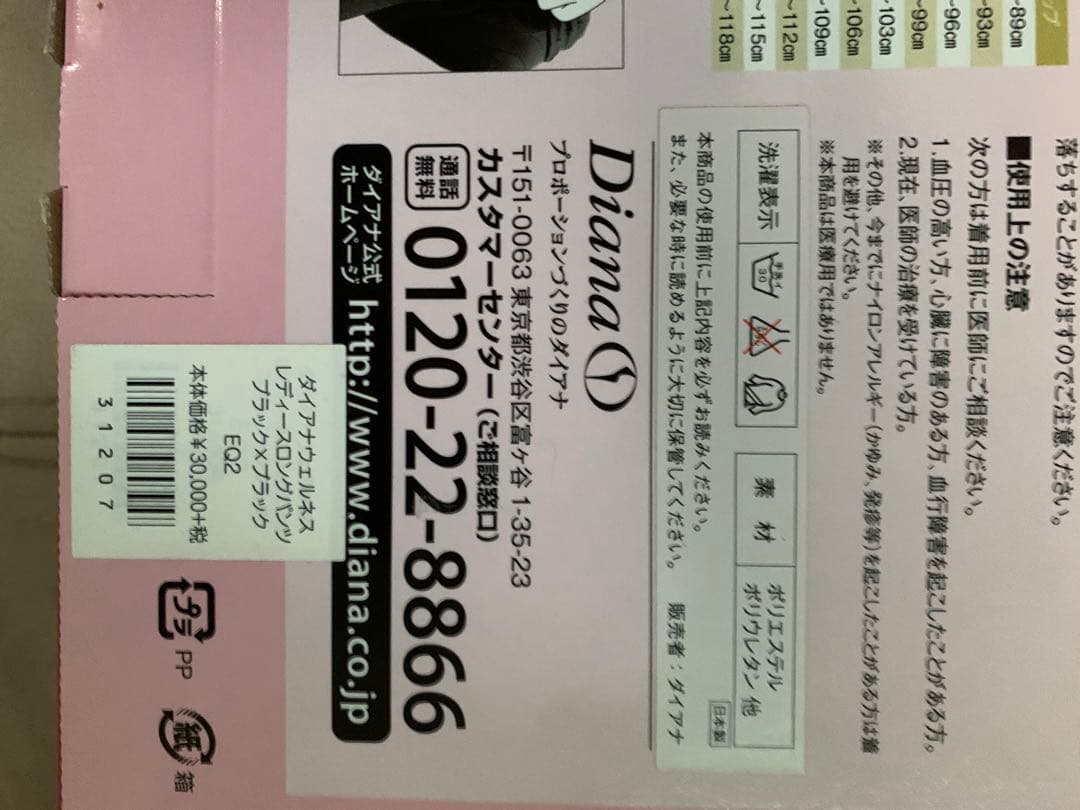 ップ
~89cm
~93cm
~96cm
~99cm
~103cm
~106cm
~109cm
~112cm
~115cm
~118cm
落ちすることがありますのでご注意ください。
■使用上の注意
次の方は着用前に医師にご相談ください。
1.血圧の高い方、心臓に障害のある方、血行障害を起こしたことがある方。
2.現在、医師の治療を受けている方。
※その他、今までにナイロンアレルギー(かゆみ、発疹等)を起こしたことがある方は着
用を避けてください。
※本商品は医療用ではありません。
洗濯表示
手洗イ
30
素材
ポリエステル
ポリウレタン 他
日本製
本商品の使用前に上記内容を必ずお読みください。
また、必要な時に読めるように大切に保管してください。
販売者:ダイアナ
Diana
プロポーションづくりのダイアナ
〒151-0063 東京都渋谷区富ヶ谷 1-35-23
カスタマーセンター(ご相談窓口)
通話無料
0120-22-8866
ダイアナ公式
ホームページ
http://www.diana.co.jp
ダイアナウェルネス
レディースロングパンツ
ブラック×ブラック
EQ2
本体価格¥30,000+税
31207
プラ
PP
紙
箱